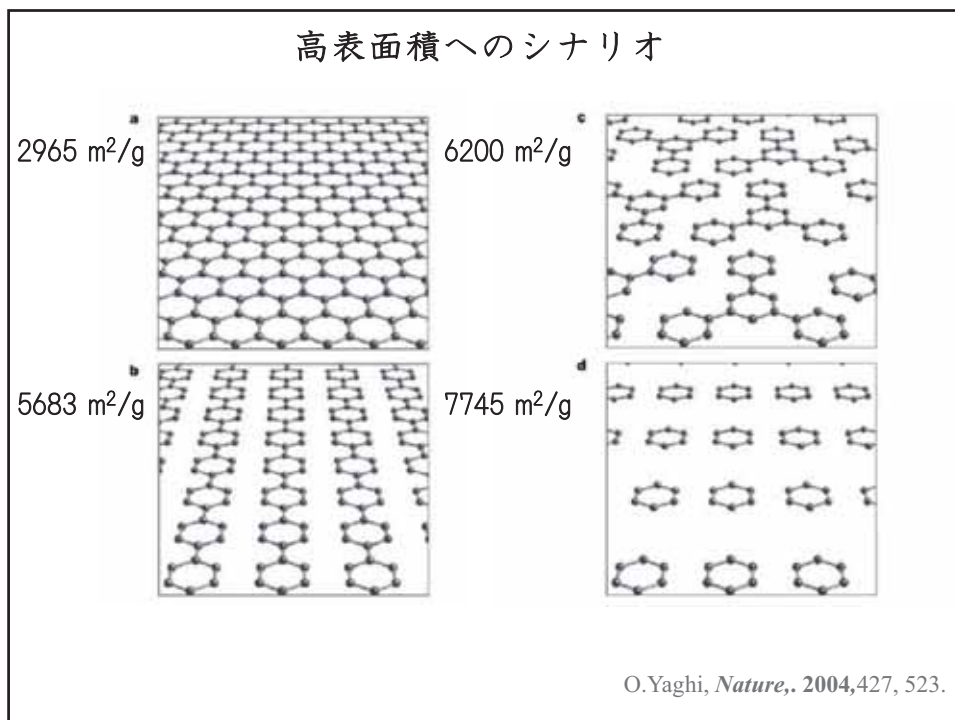 高表面積へのシナリオ
a
2965 m²/g
c
6200 m²/g
b
5683 m²/g
d
7745 m²/g
O.Yaghi, Nature,. 2004,427, 523.